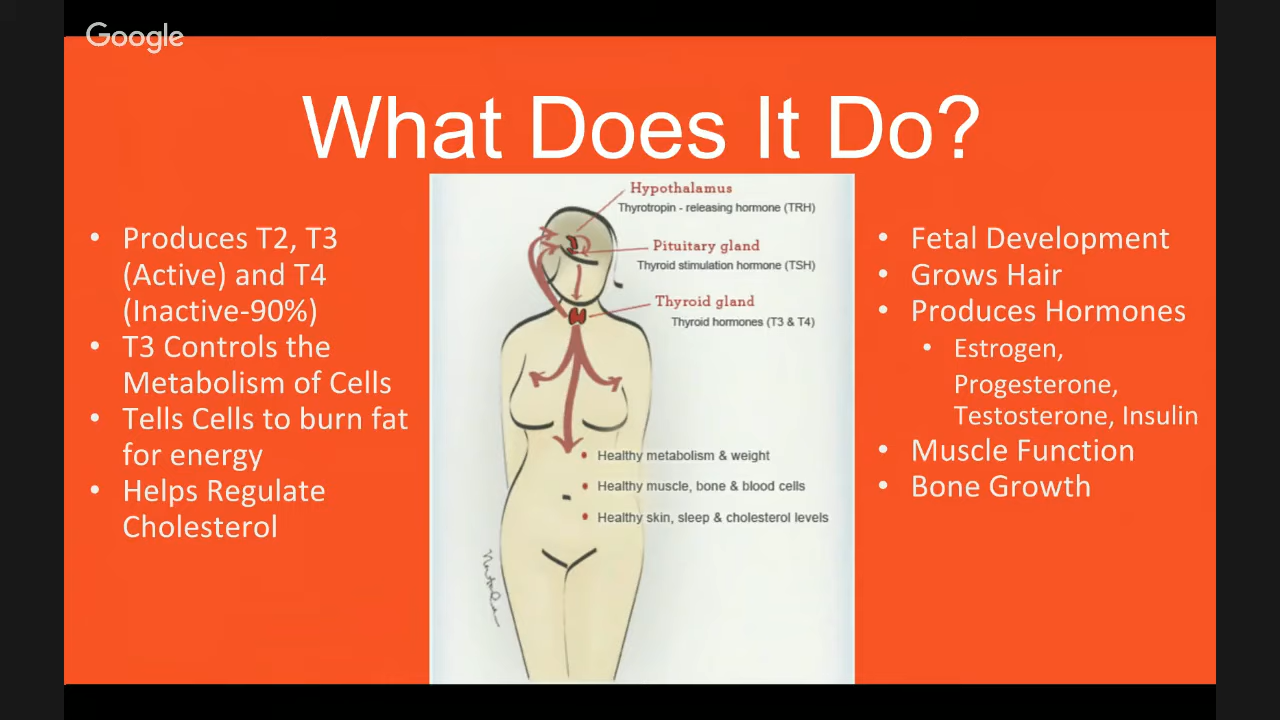 Google
What Does It Do?
• Produces T2, T3
(Active) and T4
(Inactive-90%)
• T3 Controls the
Metabolism of Cells
• Tells Cells to burn fat
for energy
• Helps Regulate
Cholesterol
Hypothalamus
Thyrotropin - releasing hormone (TRH)
Pituitary gland
Thyroid stimulation hormone (TSH)
Thyroid gland
Thyroid hormones (T3 & T4)
• Healthy metabolism & weight
• Healthy muscle, bone & blood cells
• Healthy skin, sleep & cholesterol levels
• Fetal Development
• Grows Hair
• Produces Hormones
• Estrogen,
Progesterone,
Testosterone, Insulin
• Muscle Function
• Bone Growth